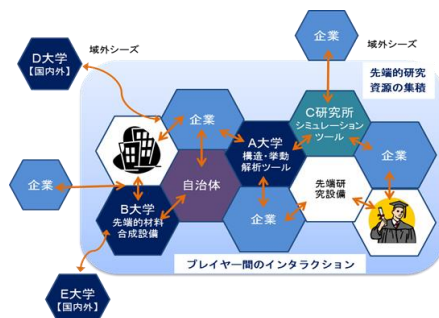 企業
域外シーズ
域外シーズ
D大学
【国内外】
先端的研究
資源の集積
企業
C研究所
シミュレーション
ツール
A大学
構造・挙動
解析ツール
企業
自治体
先端研
究設備
企業
B大学
先端的材料
合成設備
企業
プレイヤー間のインタラクション
E大学
【国内外】